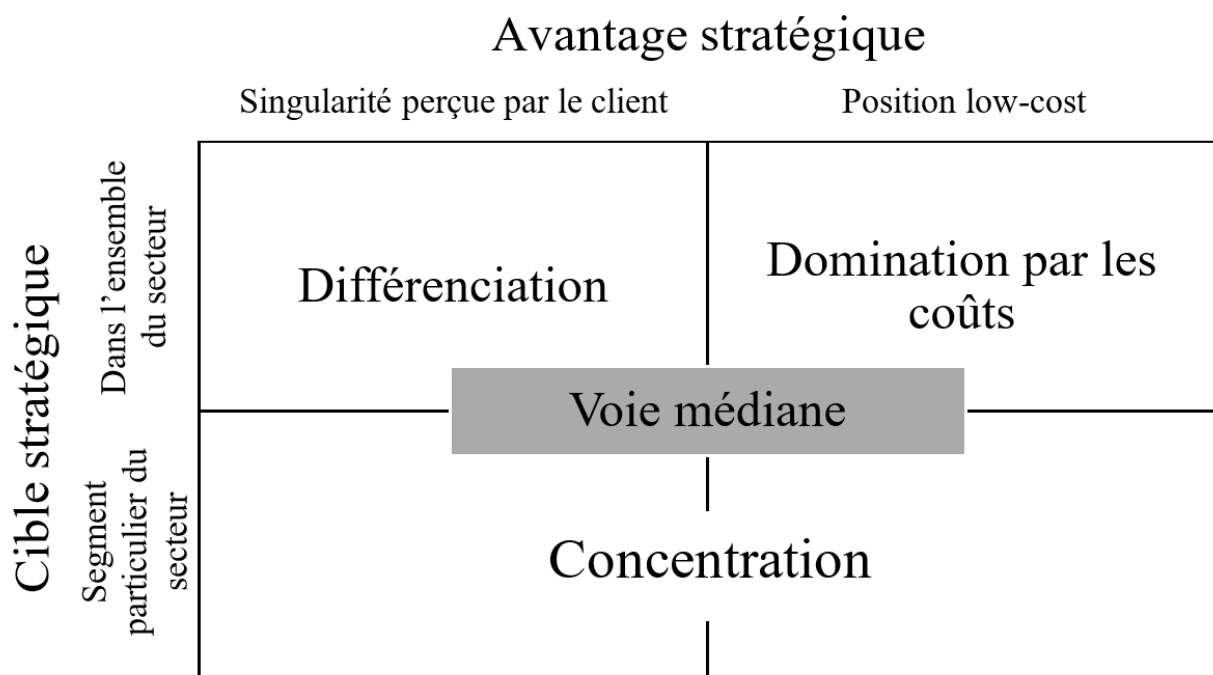 Avantage stratégique
Singularité perçue par le client
Position low-cost
Cible stratégique
Dans l’ensemble
du secteur
Différenciation
Domination par les
coûts
Voie médiane
Segment
particulier du
secteur
Concentration